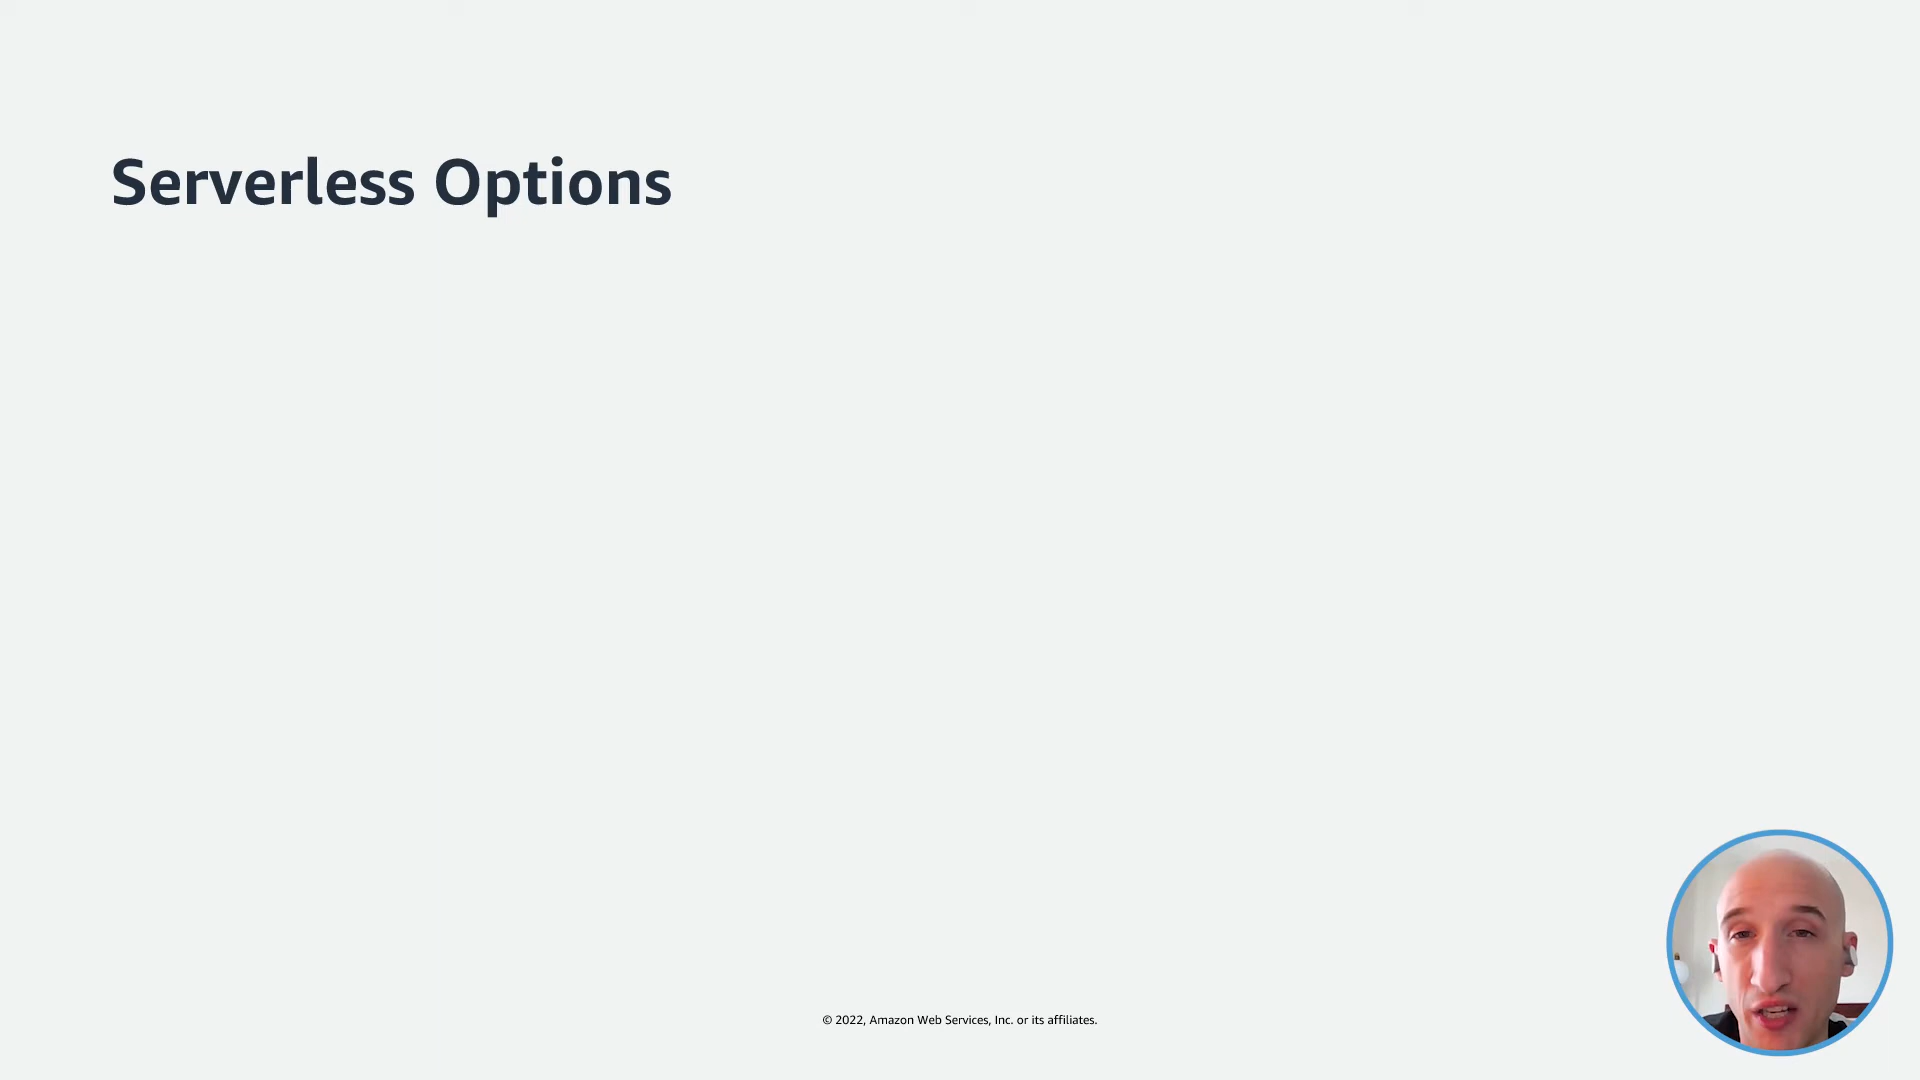 Serverless Options
© 2022, Amazon Web Services, Inc. or its affiliates.